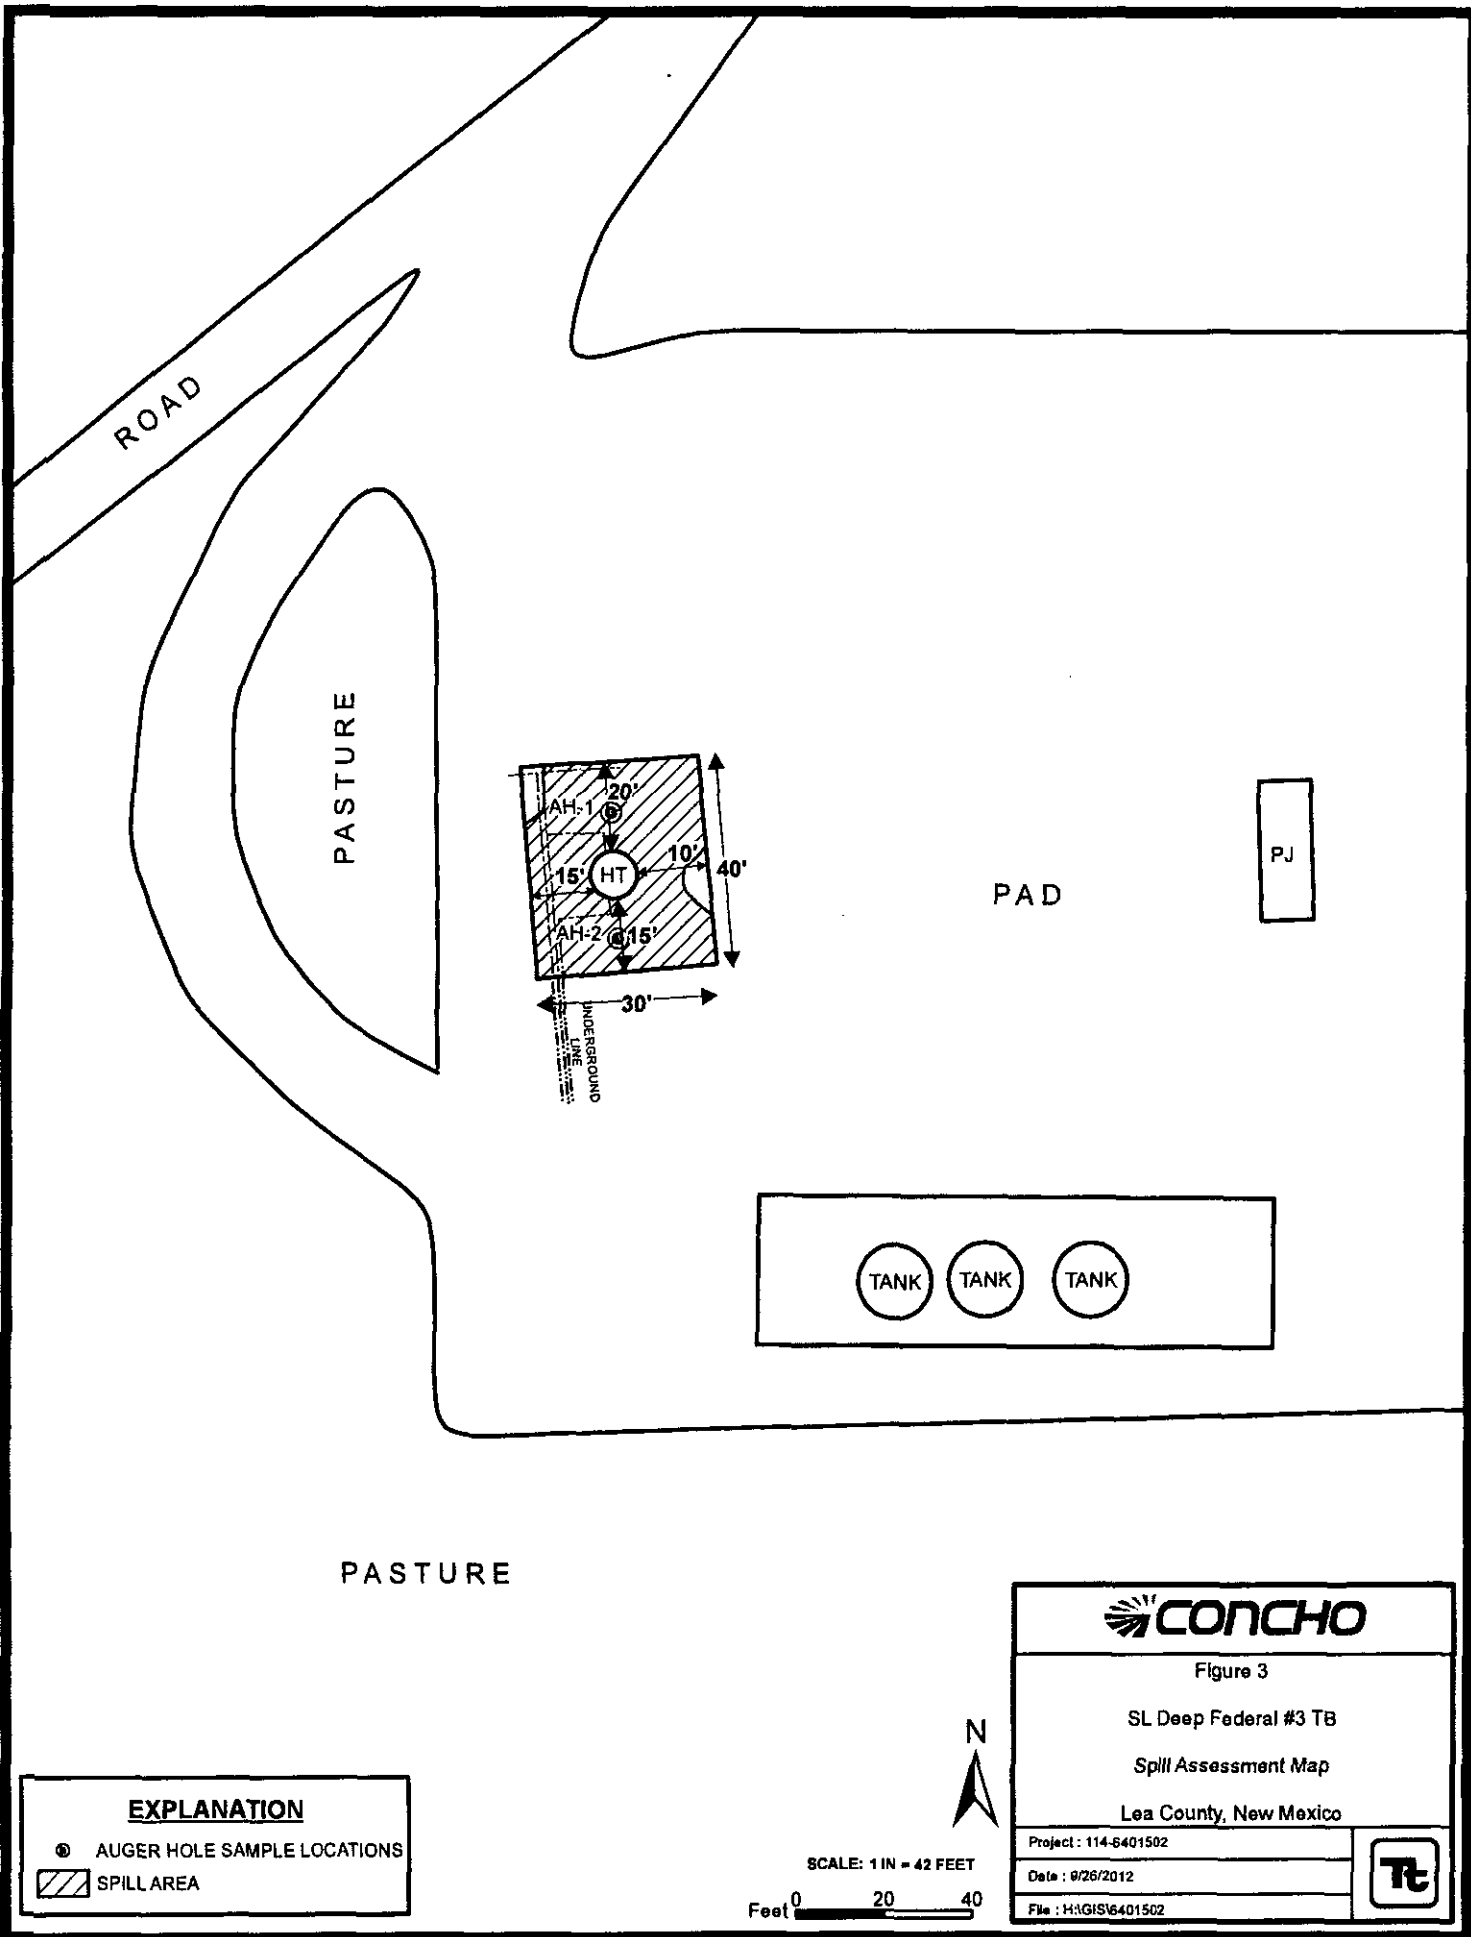 ROAD
PASTURE
AH-1
20'
HT
10'
40'
15'
AH-2
15'
30'
UNDERGROUND
LINE
PAD
PJ
TANK
TANK
TANK
PASTURE
EXPLANATION
AUGER HOLE SAMPLE LOCATIONS
SPILL AREA
N
SCALE: 1 IN = 42 FEET
Feet 0 20 40
CONCHO
Figure 3
SL Deep Federal #3 TB
Spill Assessment Map
Lea County, New Mexico
Project : 114-6401502
Date : 9/26/2012
File : H:\GIS\6401502
Tt